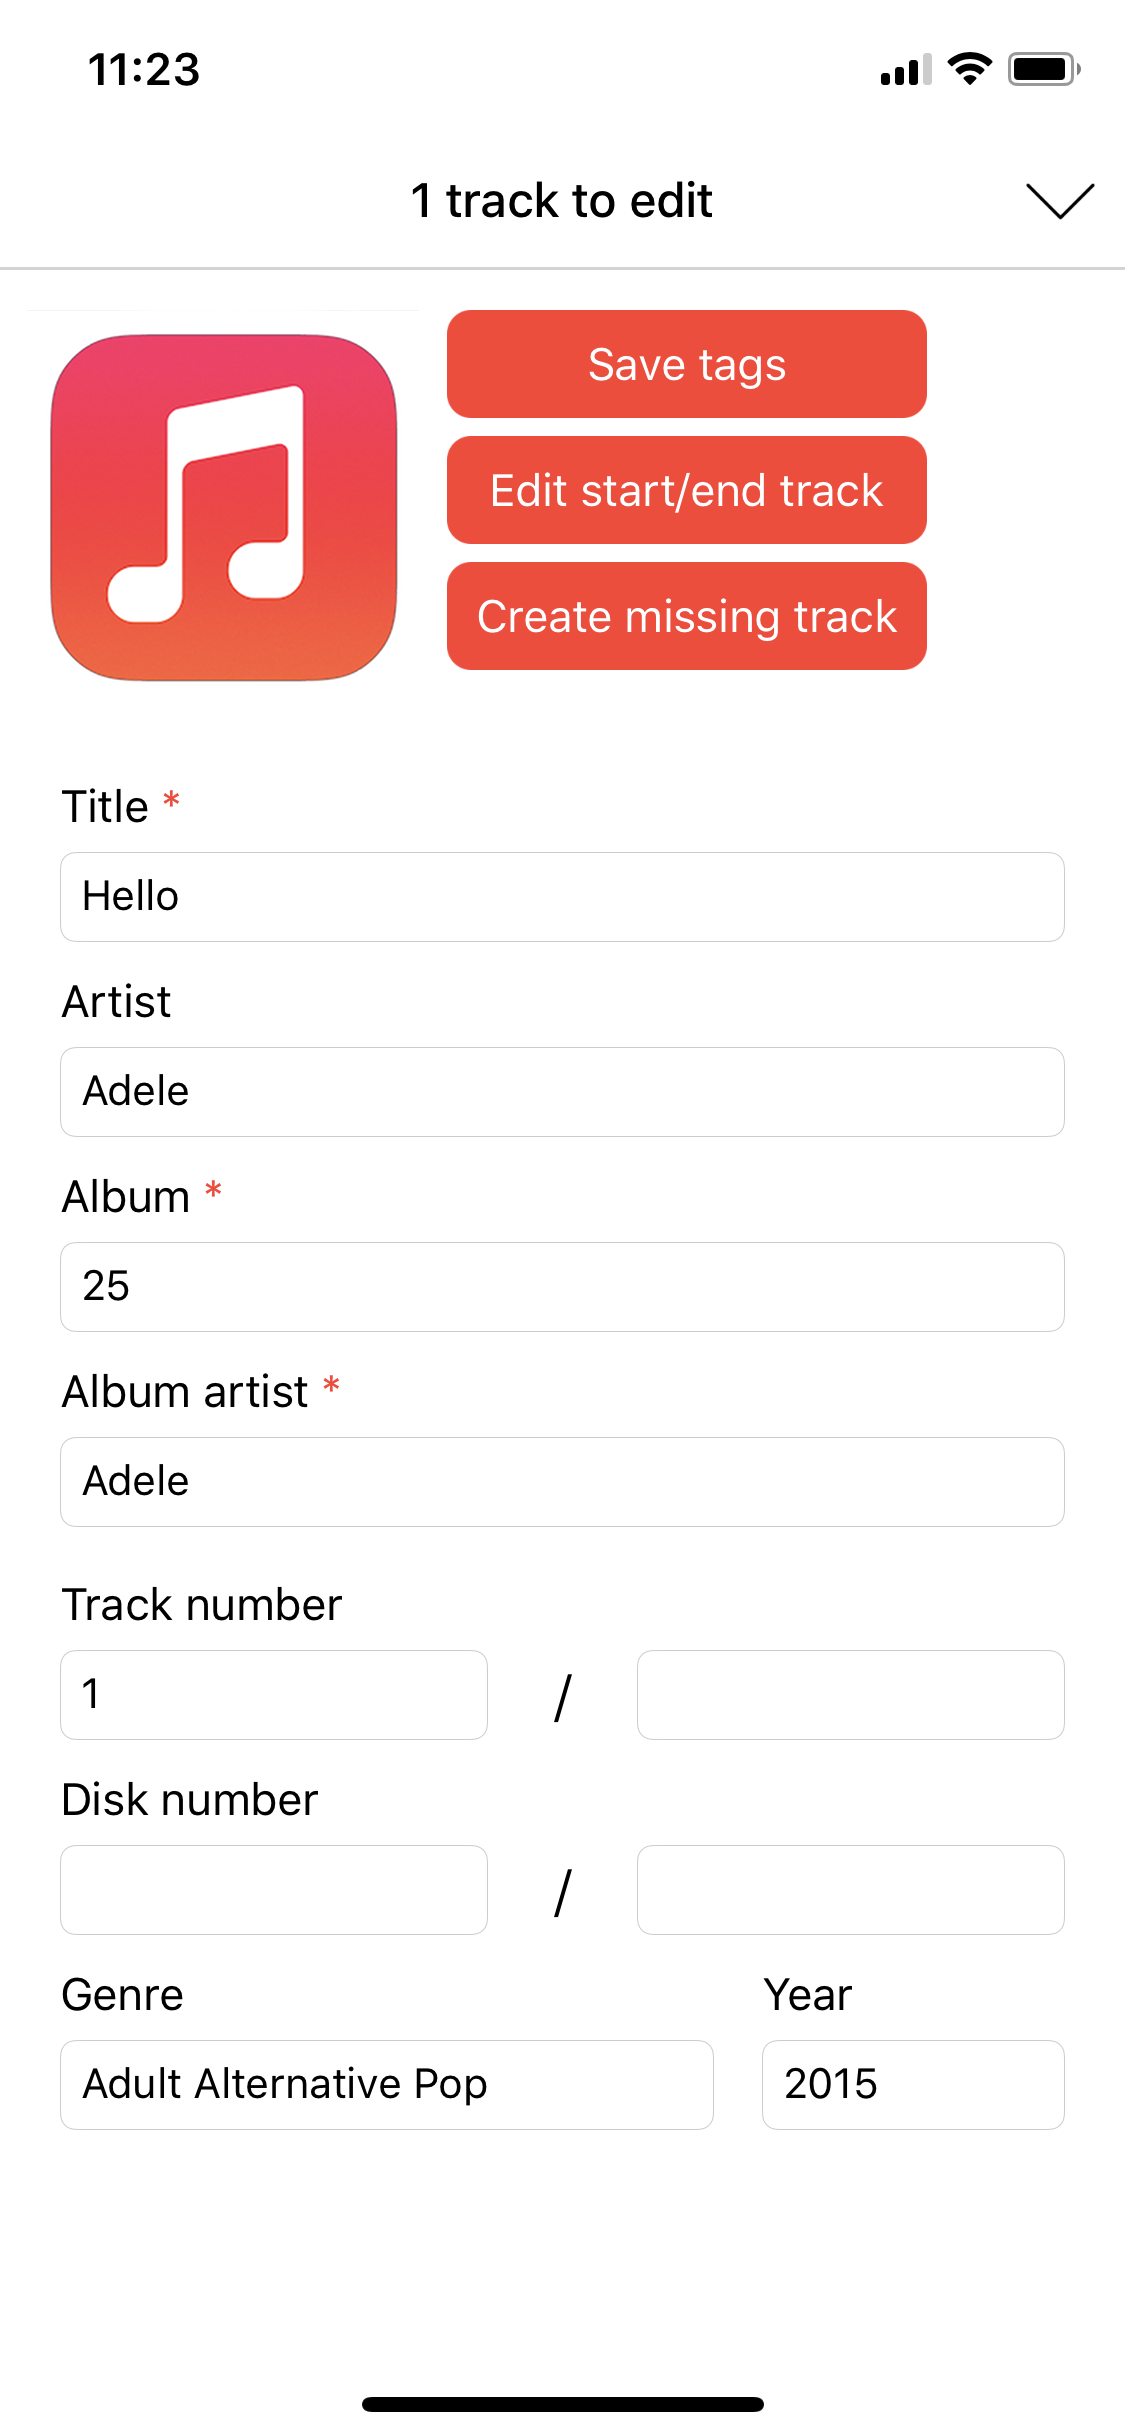 11:23
1 track to edit
Save tags
Edit start/end track
Create missing track
Title *
Hello
Artist
Adele
Album *
25
Album artist *
Adele
Track number
1 /
Disk number
/
Genre Year
Adult Alternative Pop 2015